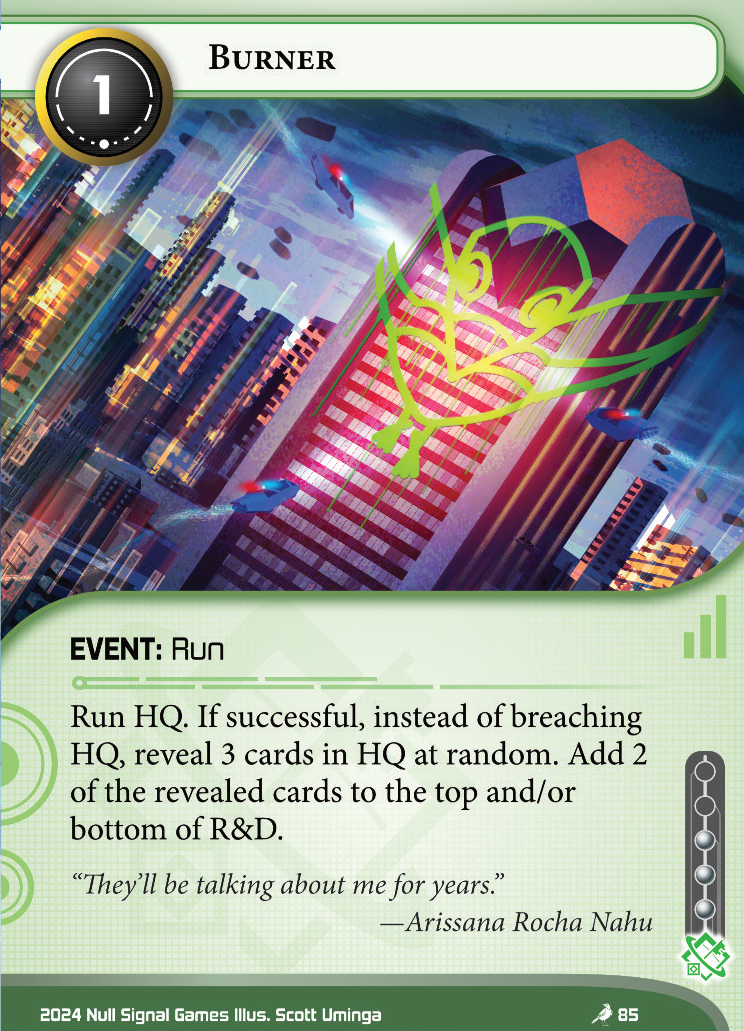 Burner
1
EVENT: Run
Run HQ. If successful, instead of breaching
HQ, reveal 3 cards in HQ at random. Add 2
of the revealed cards to the top and/or
bottom of R&D.
“They’ll be talking about me for years.”
—Arissana Rocha Nahu
2024 Null Signal Games Illus. Scott Uminga
85